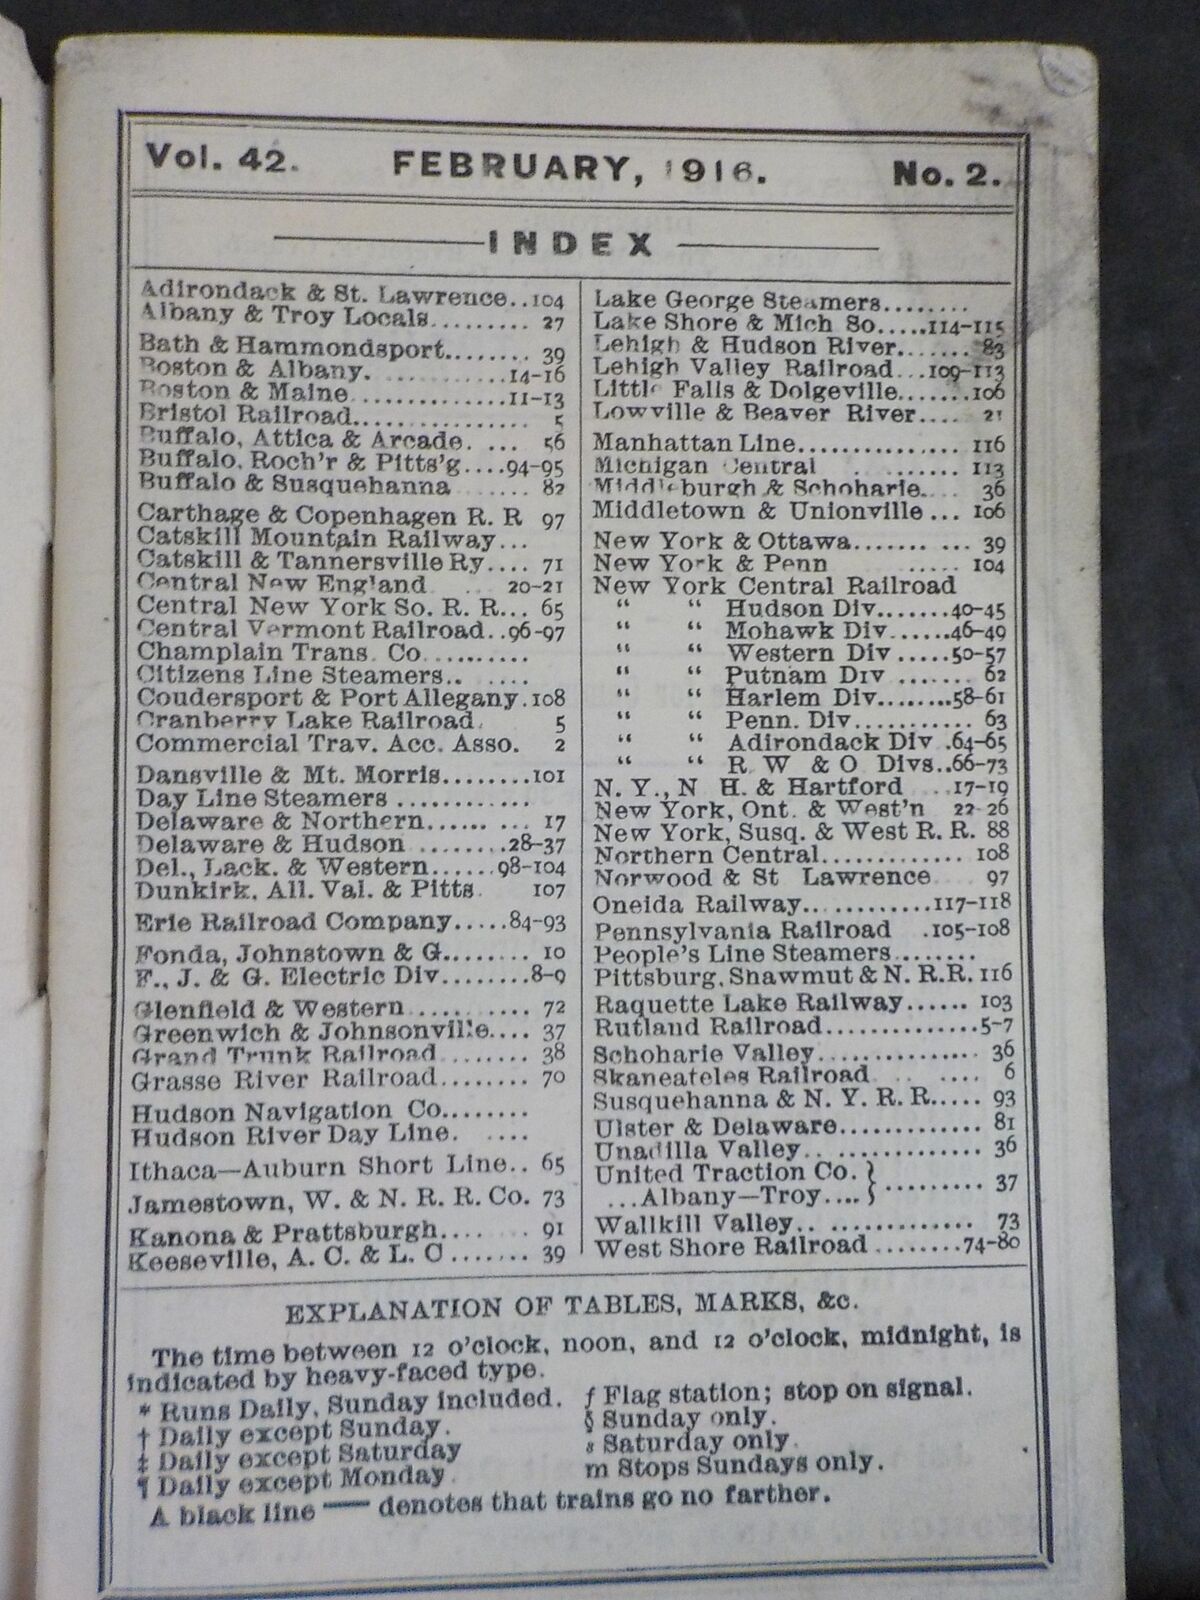 Vol. 42. FEBRUARY, 1916. No. 2.
INDEX
Adirondack & St. Lawrence..104
Albany & Troy Locals......... 27
Bath & Hammondsport........ 39
Boston & Albany. ...........14-16
Boston & Maine .............11-13
Bristol Railroad................ 5
Buffalo, Attica & Arcade. ... 56
Buffalo, Roch'r & Pitts'g....94-95
Buffalo & Susquehanna ....... 82
Carthage & Copenhagen R. R 97
Catskill Mountain Railway...
Catskill & Tannersville Ry.... 71
Central New England ... 20-21
Central New York So. R. R... 65
Central Vermont Railroad..96-97
Champlain Trans. Co..........
Citizens Line Steamers.. ....
Coudersport & Port Allegany.108
Cranberry Lake Railroad. 5
Commercial Trav. Acc. Asso. 2
Dansville & Mt. Morris........101
Day Line Steamers ............
Delaware & Northern...... ... 17
Delaware & Hudson ........28-37
Del., Lack. & Western......98-104
Dunkirk, All. Val. & Pitts. 107
Erie Railroad Company.....84-93
Fonda, Johnstown & G........ 10
F., J. & G. Electric Div........8-9
Glenfield & Western .......... 72
Greenwich & Johnsonville.... 37
Grand Trunk Railroad ........ 38
Grasse River Railroad........ 70
Hudson Navigation Co........
Hudson River Day Line. ....
Ithaca—Auburn Short Line.. 65
Jamestown, W. & N. R. R. Co. 73
Kanona & Prattsburgh.... .. 91
Keeseville, A. C. & L. C ....... 39
Lake George Steamers........
Lake Shore & Mich So.....114-115
Lehigh & Hudson River....... 83
Lehigh Valley Railroad...109-113
Little Falls & Dolgeville.......106
Lowville & Beaver River.... 21
Manhattan Line............... 116
Michigan Central . ......... 113
Middleburgh & Schoharie.... 36
Middletown & Unionville ... 106
New York & Ottawa....... ... 39
New York & Penn ..... 104
New York Central Railroad
“ “ Hudson Div.......40-45
“ “ Mohawk Div......46-49
“ “ Western Div .....50-57
“ “ Putnam Div ....... 62
“ “ Harlem Div........58-61
“ “ Penn. Div........... 63
“ “ Adirondack Div .64-65
“ “ R. W & O Divs..66-73
N. Y., N H. & Hartford ..17-19
New York, Ont. & West'n 22-26
New York, Susq. & West R. R. 88
Northern Central............. 108
Norwood & St Lawrence 97
Oneida Railway.. ..........117-118
Pennsylvania Railroad .105-108
People's Line Steamers........
Pittsburg, Shawmut & N. R.R. 116
Raquette Lake Railway...... 103
Rutland Railroad..............5-7
Schoharie Valley............... 36
Skaneateles Railroad .. .... 6
Susquehanna & N. Y. R. R..... 93
Ulster & Delaware............. 81
Unadilla Valley.. ............. 36
United Traction Co. } ......... 37
...Albany—Troy.... }
Wallkill Valley.. ............. 73
West Shore Railroad ........74-80
EXPLANATION OF TABLES, MARKS, &c.
The time between 12 o'clock, noon, and 12 o'clock, midnight, is
indicated by heavy-faced type.
* Runs Daily, Sunday included.
† Daily except Sunday.
‡ Daily except Saturday
¶ Daily except Monday
f Flag station; stop on signal.
§ Sunday only.
s Saturday only.
m Stops Sundays only.
A black line — denotes that trains go no farther.